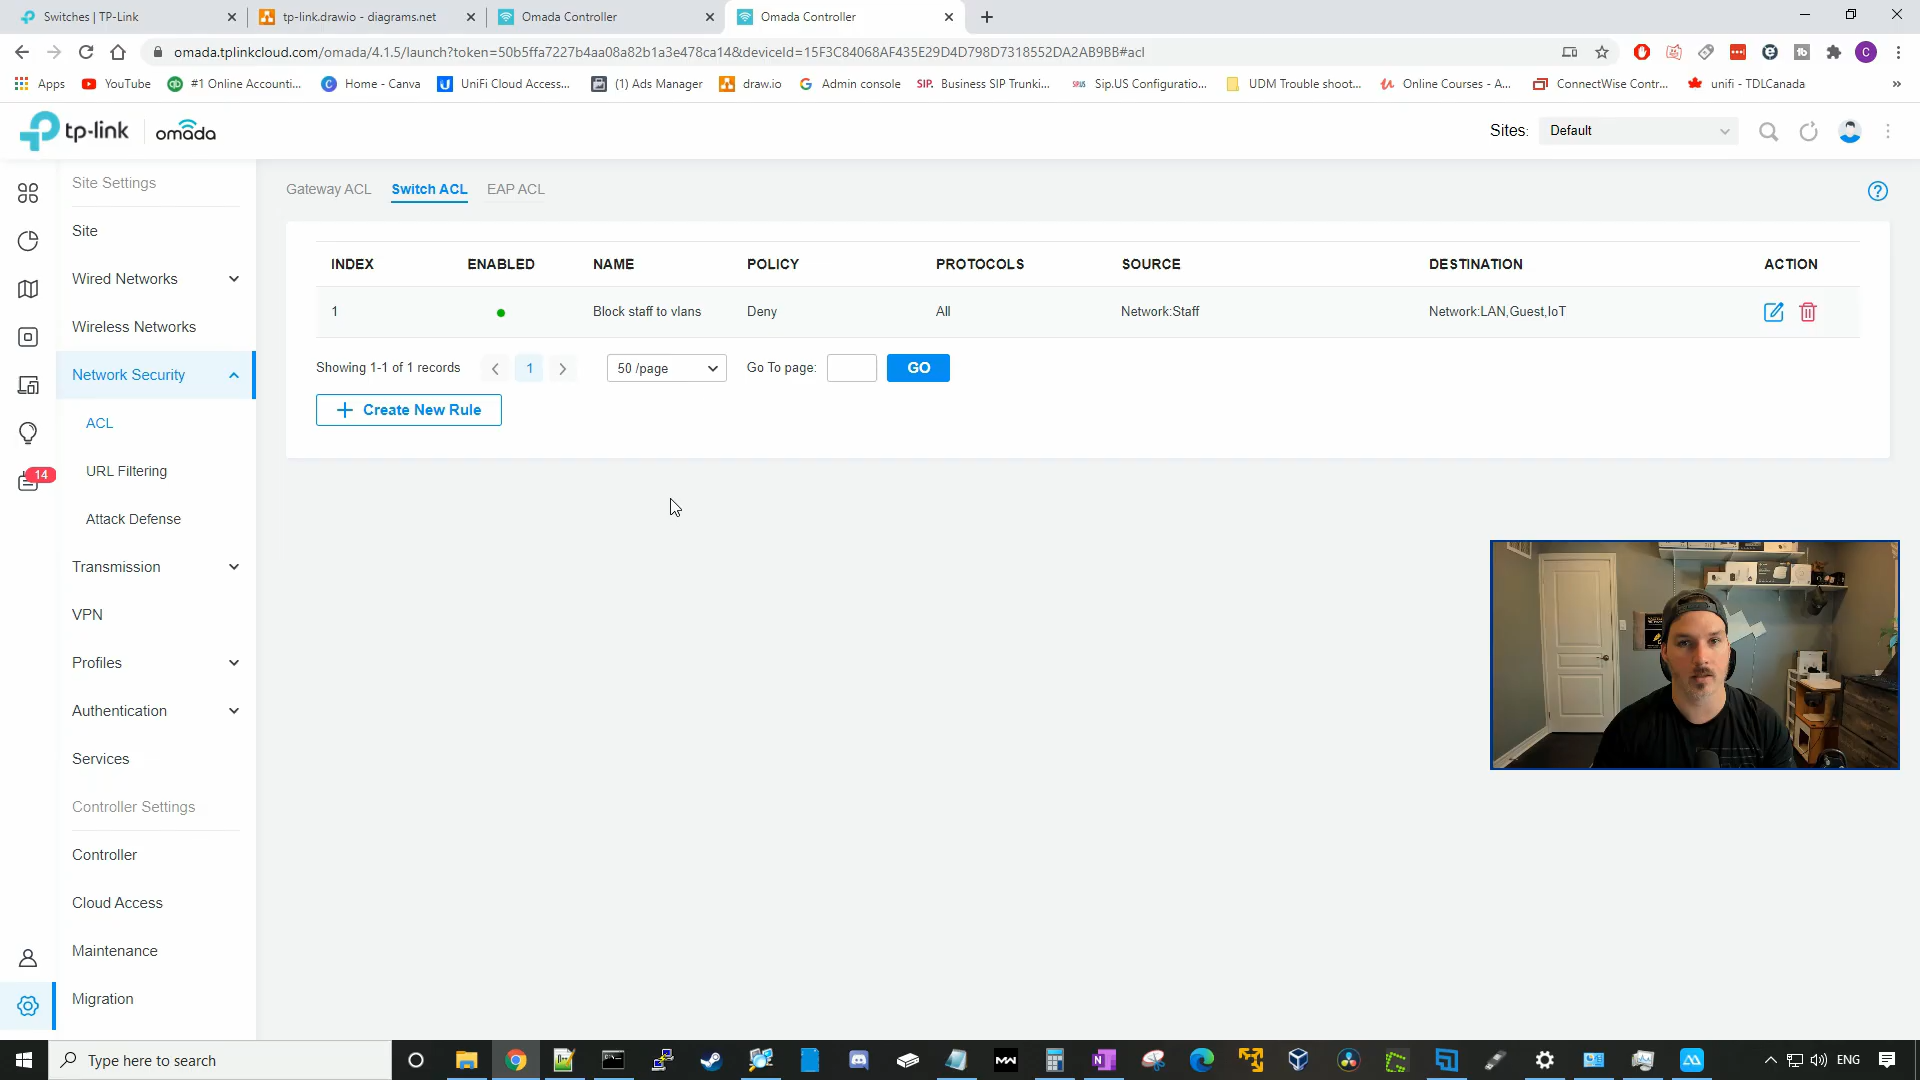 Switches | TP-Link
tp-link.drawio - diagrams.net
Omada Controller
Omada Controller
omada.tplinkcloud.com/omada/4.1.5/launch?token=50b5ffa7227b4aa08a82b1a3e478ca14&deviceId=15F3C84068AF435E29D4D798D7318552DA2AB9BB#acl
C
Apps
YouTube
#1 Online Accounti...
Home - Canva
UniFi Cloud Access...
(1) Ads Manager
draw.io
Admin console
SIP. Business SIP Trunki...
Sip.US Configuratio...
UDM Trouble shoot...
Online Courses - A...
ConnectWise Contr...
unifi - TDLCanada
»
tp-link
omada
Sites: Default
Site Settings
Site
Wired Networks
Wireless Networks
Network Security
ACL
URL Filtering
Attack Defense
14
Transmission
VPN
Profiles
Authentication
Services
Controller Settings
Controller
Cloud Access
Maintenance
Migration
Gateway ACL Switch ACL EAP ACL
?
INDEX ENABLED NAME POLICY PROTOCOLS SOURCE DESTINATION ACTION
1 Block staff to vlans Deny All Network:Staff Network:LAN,Guest,IoT
Showing 1-1 of 1 records < 1 > 50 /page Go To page: GO
+ Create New Rule
Type here to search
ENG